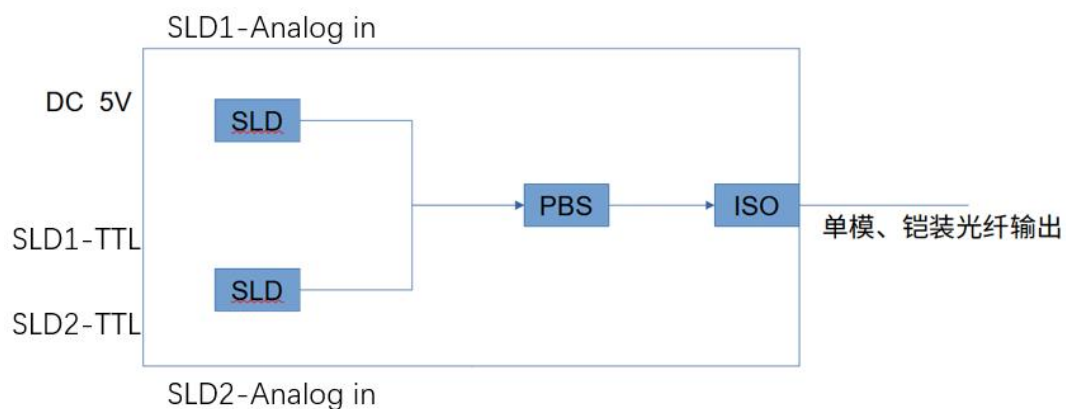 SLD1-Analog in
DC 5V
SLD
PBS
ISO
单模、铠装光纤输出
SLD1-TTL
SLD
SLD2-TTL
SLD2-Analog in